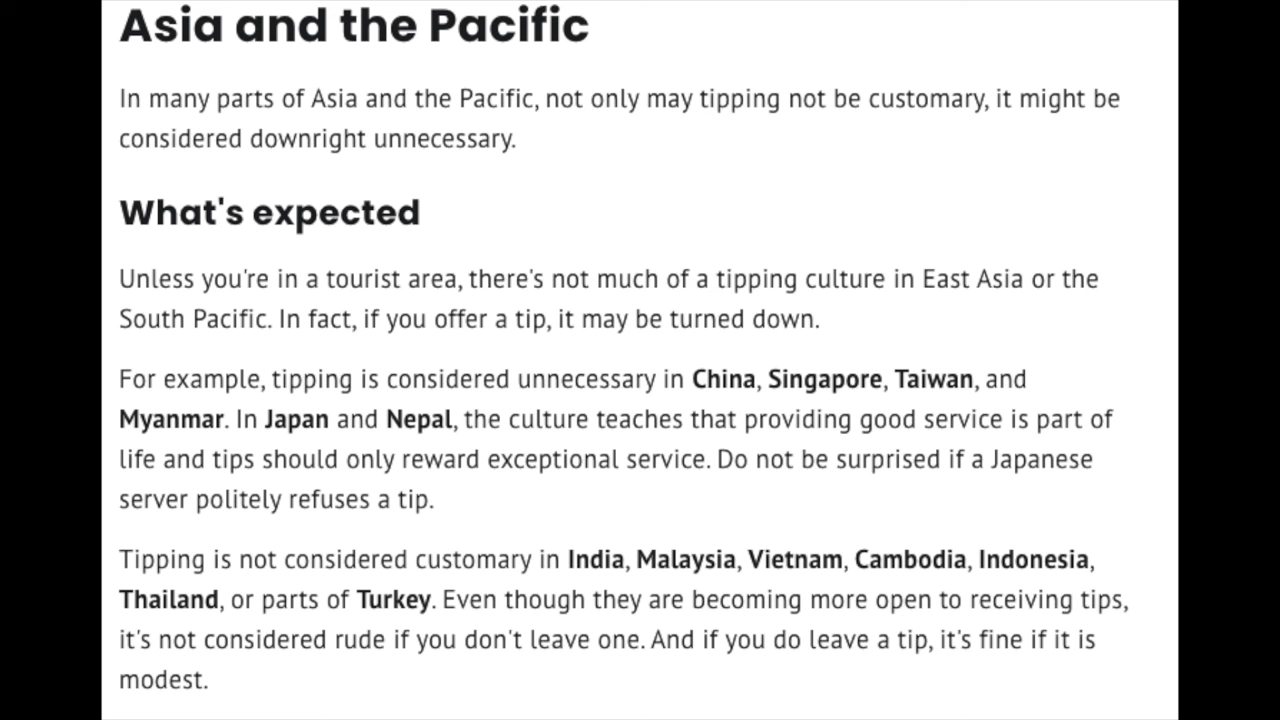 Asia and the Pacific
In many parts of Asia and the Pacific, not only may tipping not be customary, it might be
considered downright unnecessary.
What's expected
Unless you're in a tourist area, there's not much of a tipping culture in East Asia or the
South Pacific. In fact, if you offer a tip, it may be turned down.
For example, tipping is considered unnecessary in China, Singapore, Taiwan, and
Myanmar. In Japan and Nepal, the culture teaches that providing good service is part of
life and tips should only reward exceptional service. Do not be surprised if a Japanese
server politely refuses a tip.
Tipping is not considered customary in India, Malaysia, Vietnam, Cambodia, Indonesia,
Thailand, or parts of Turkey. Even though they are becoming more open to receiving tips,
it's not considered rude if you don't leave one. And if you do leave a tip, it's fine if it is
modest.